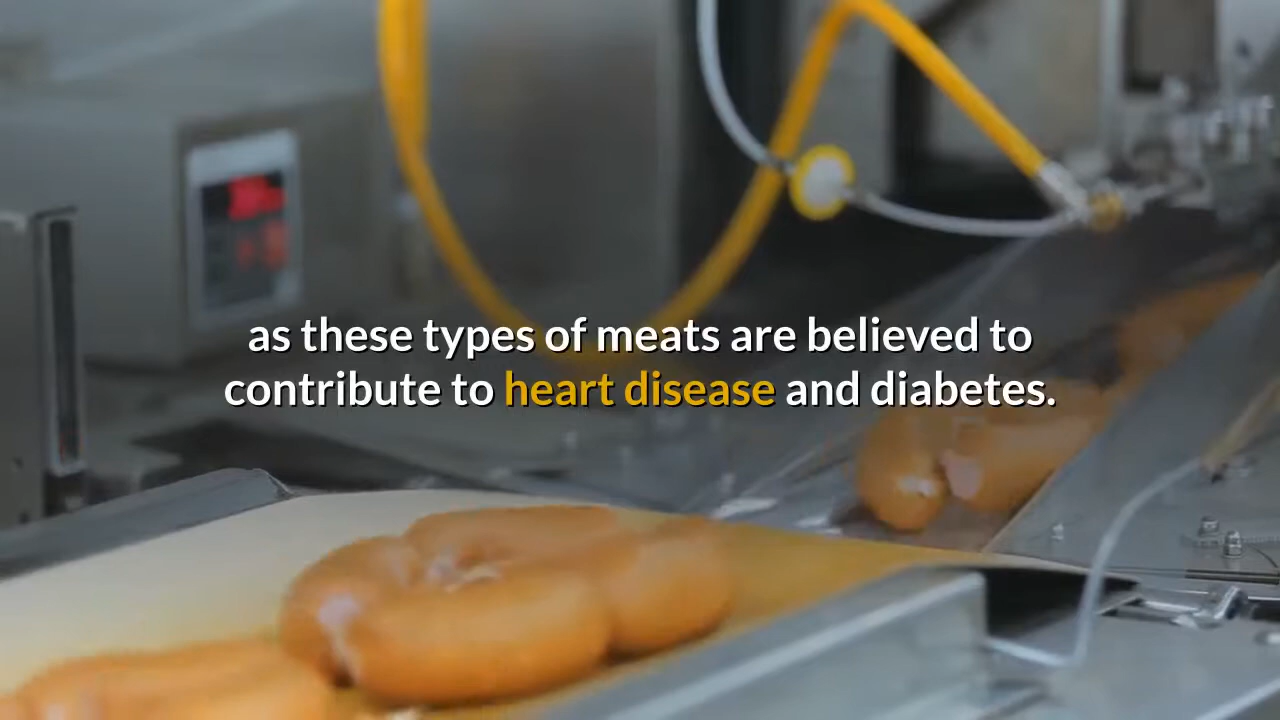 as these types of meats are believed to
contribute to heart disease and diabetes.